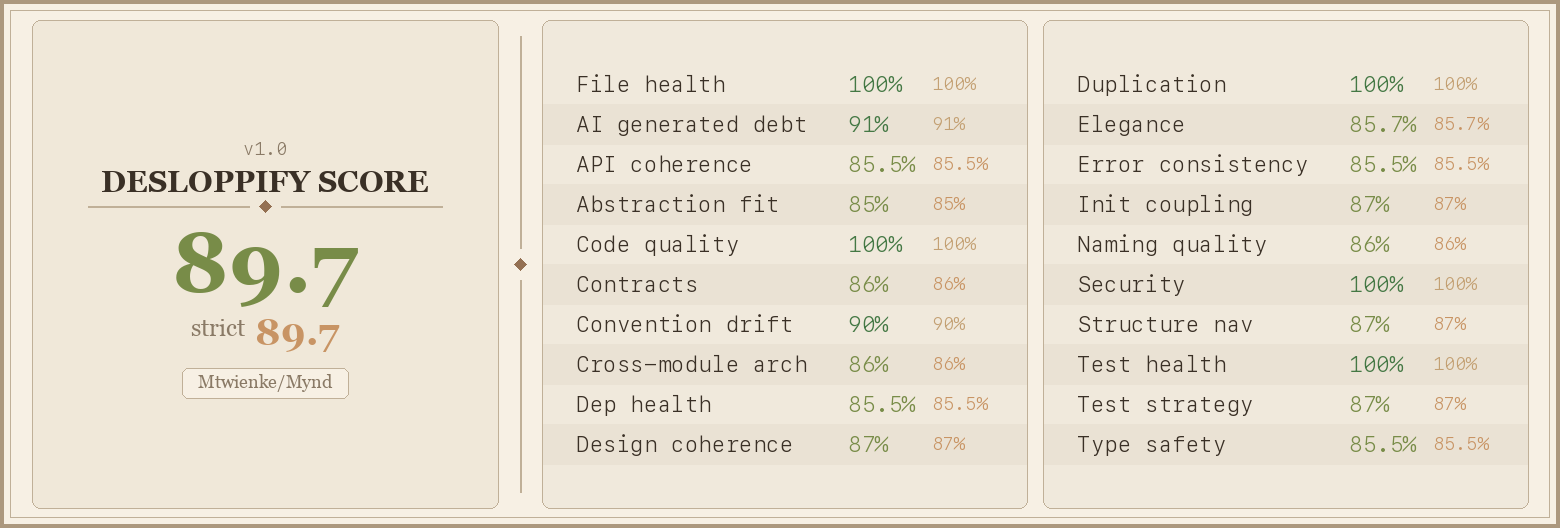 v1.0
DESLOPPIFY SCORE
89.7
strict 89.7
Mtwienke/Mynd
File health 100% 100%
AI generated debt 91% 91%
API coherence 85.5% 85.5%
Abstraction fit 85% 85%
Code quality 100% 100%
Contracts 86% 86%
Convention drift 90% 90%
Cross—module arch 86% 86%
Dep health 85.5% 85.5%
Design coherence 87% 87%
Duplication 100% 100%
Elegance 85.7% 85.7%
Error consistency 85.5% 85.5%
Init coupling 87% 87%
Naming quality 86% 86%
Security 100% 100%
Structure nav 87% 87%
Test health 100% 100%
Test strategy 87% 87%
Type safety 85.5% 85.5%